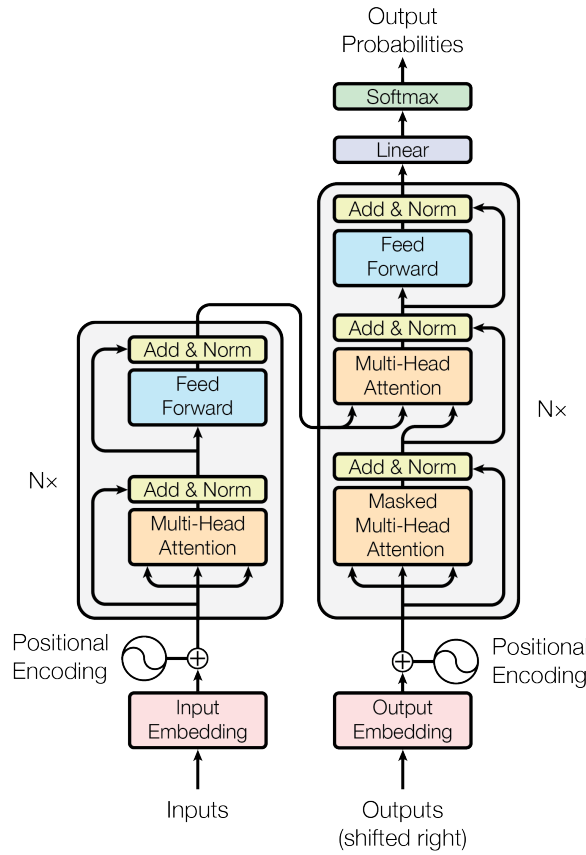 Output
Probabilities
Softmax
Linear
Add & Norm
Feed
Forward
Add & Norm
Multi-Head
Attention
Add & Norm
Masked
Multi-Head
Attention
N×
Add & Norm
Feed
Forward
Add & Norm
Multi-Head
Attention
N×
Positional
Encoding
Positional
Encoding
Input
Embedding
Output
Embedding
Inputs
Outputs
(shifted right)